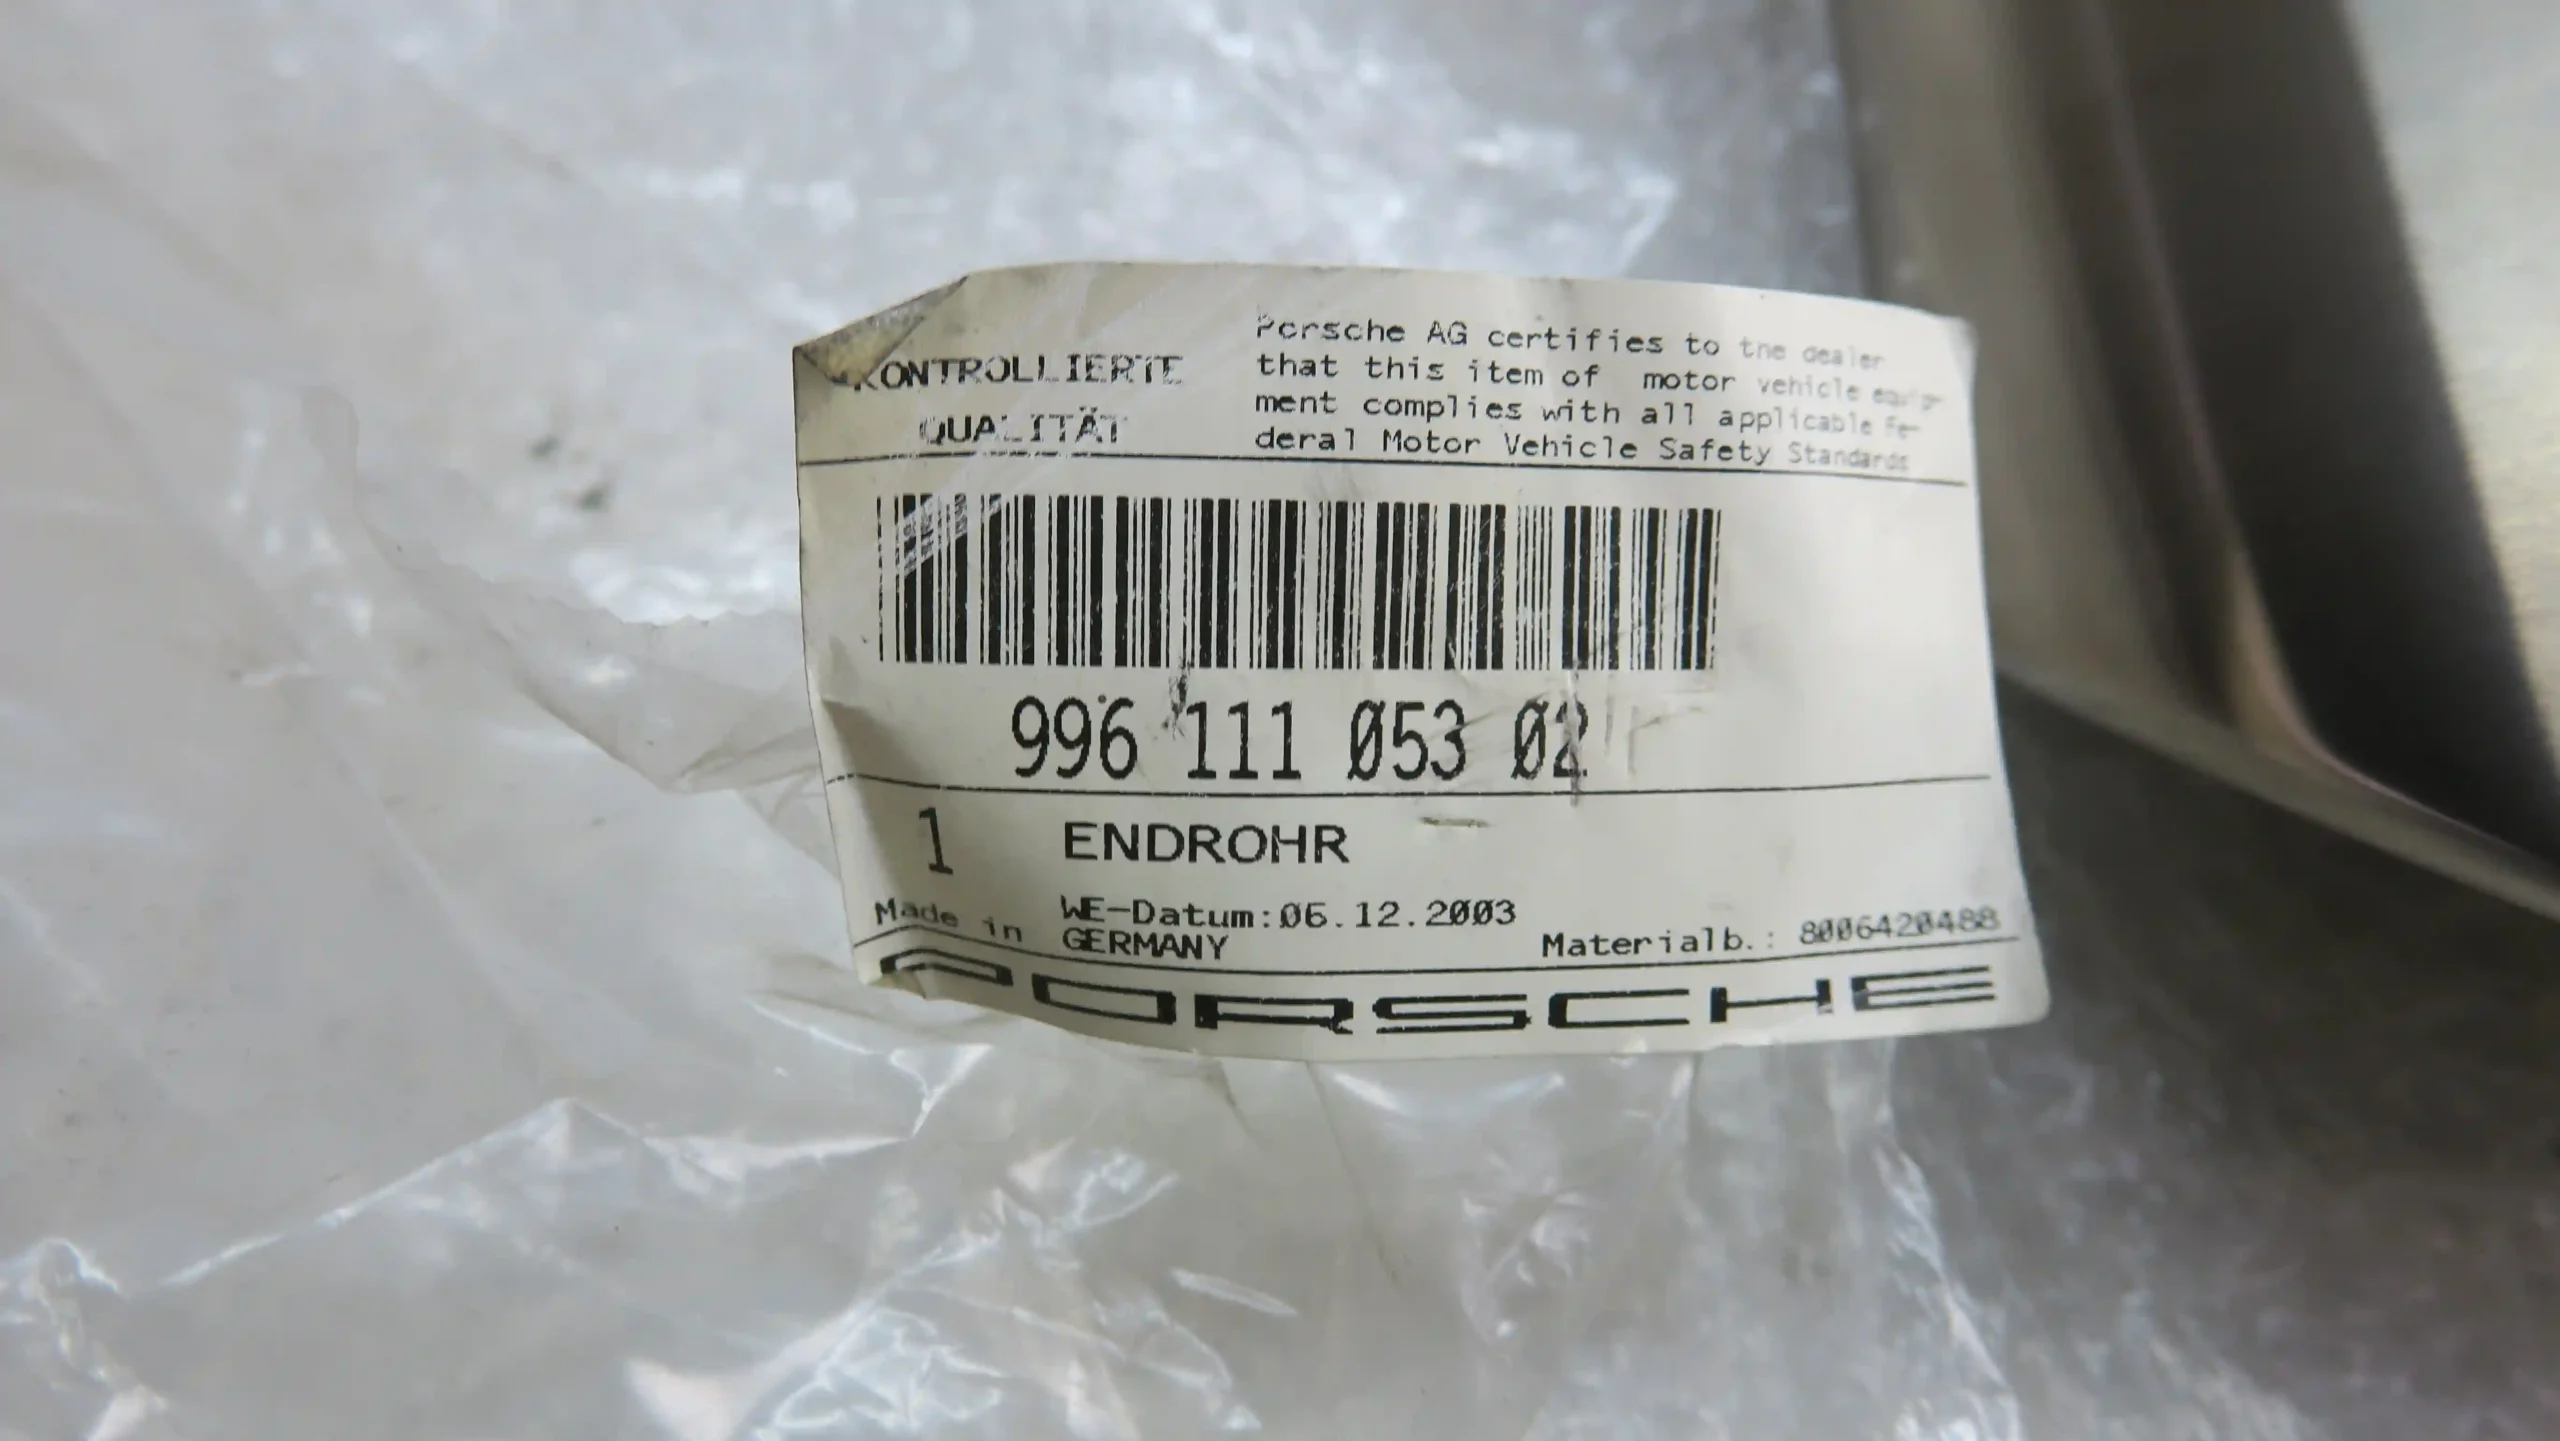 KONTROLLIERTE
QUALITÄT
Porsche AG certifies to the dealer
that this item of motor vehicle equip-
ment complies with all applicable Fe-
deral Motor Vehicle Safety Standards
996 111 053 02
1 ENDROHR
WE-Datum:06.12.2003
Made in GERMANY Materialb.: 8006420488
PORSCHE